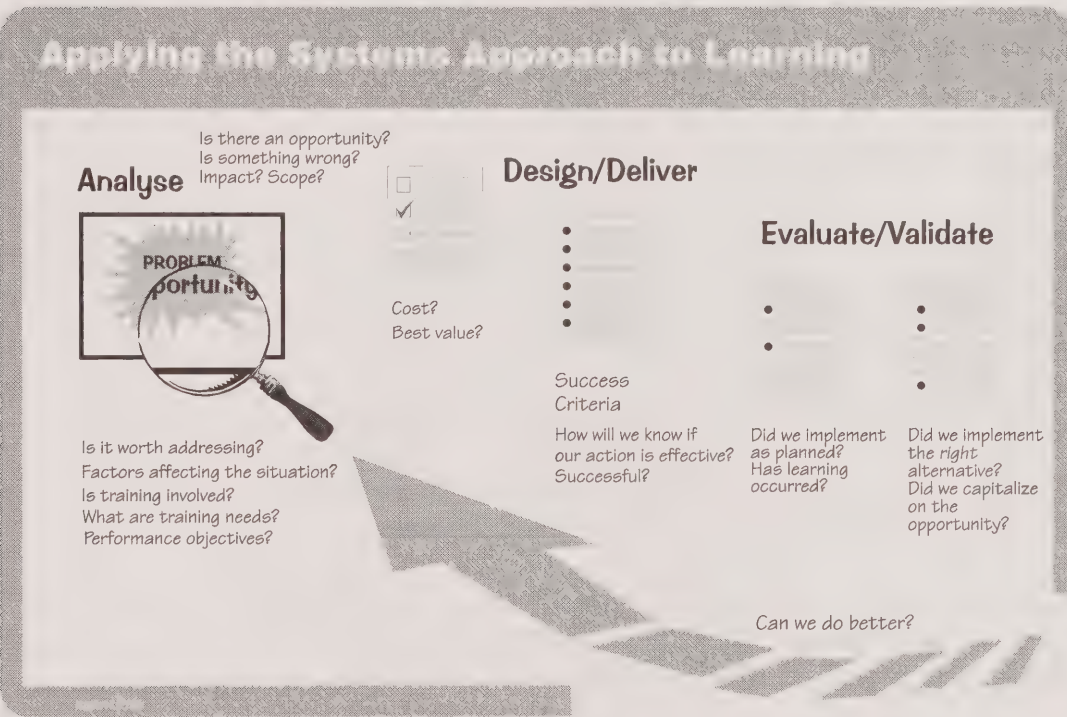 Applying the Systems Approach to Learning
Is there an opportunity?
Is something wrong?
Impact? Scope?
Analyse
PROBLEM
portunity
Is it worth addressing?
Factors affecting the situation?
Is training involved?
What are training needs?
Performance objectives?
Cost?
Best value?
Design/Deliver
Success
Criteria
How will we know if
our action is effective?
Successful?
Evaluate/Validate
Did we implement
as planned?
Has learning
occurred?
Did we implement
the right
alternative?
Did we capitalize
on the
opportunity?
Can we do better?